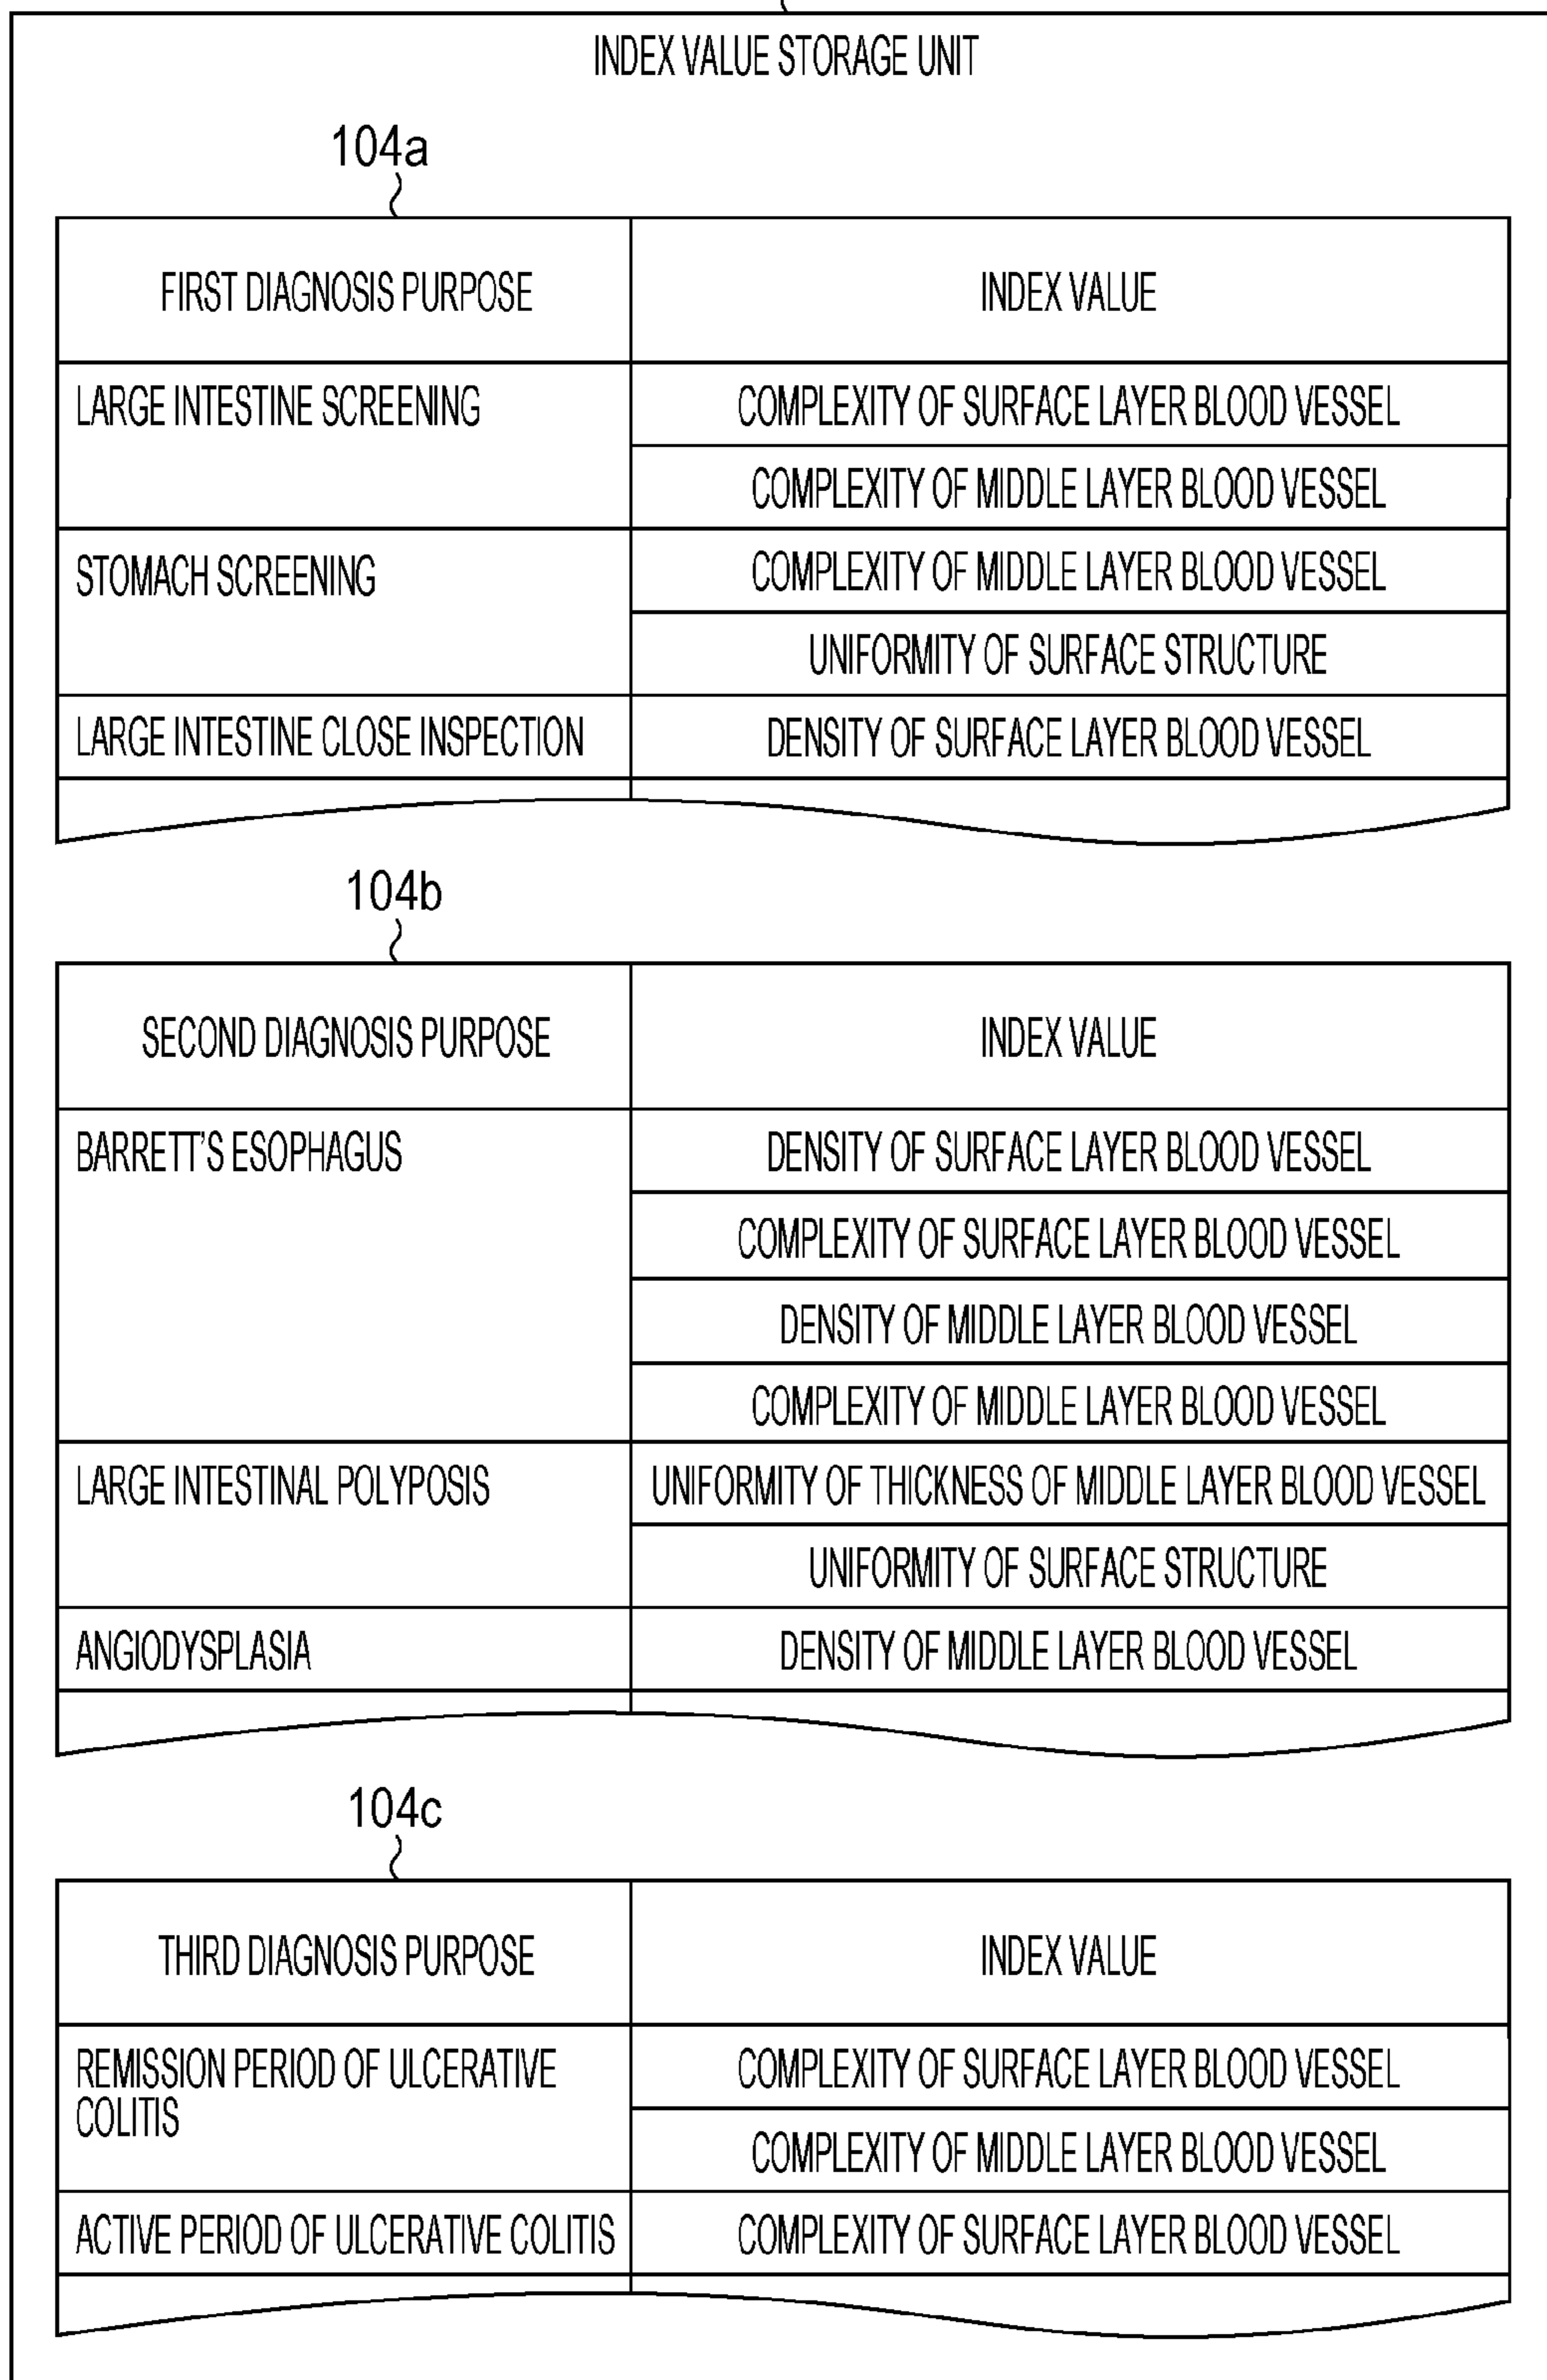 INDEX VALUE STORAGE UNIT
104a
FIRST DIAGNOSIS PURPOSE
INDEX VALUE
LARGE INTESTINE SCREENING
COMPLEXITY OF SURFACE LAYER BLOOD VESSEL
COMPLEXITY OF MIDDLE LAYER BLOOD VESSEL
STOMACH SCREENING
COMPLEXITY OF MIDDLE LAYER BLOOD VESSEL
UNIFORMITY OF SURFACE STRUCTURE
LARGE INTESTINE CLOSE INSPECTION
DENSITY OF SURFACE LAYER BLOOD VESSEL
104b
SECOND DIAGNOSIS PURPOSE
INDEX VALUE
BARRETT'S ESOPHAGUS
DENSITY OF SURFACE LAYER BLOOD VESSEL
COMPLEXITY OF SURFACE LAYER BLOOD VESSEL
DENSITY OF MIDDLE LAYER BLOOD VESSEL
COMPLEXITY OF MIDDLE LAYER BLOOD VESSEL
LARGE INTESTINAL POLYPOSIS
UNIFORMITY OF THICKNESS OF MIDDLE LAYER BLOOD VESSEL
UNIFORMITY OF SURFACE STRUCTURE
ANGIODYSPLASIA
DENSITY OF MIDDLE LAYER BLOOD VESSEL
104c
THIRD DIAGNOSIS PURPOSE
INDEX VALUE
REMISSION PERIOD OF ULCERATIVE
COLITIS
COMPLEXITY OF SURFACE LAYER BLOOD VESSEL
COMPLEXITY OF MIDDLE LAYER BLOOD VESSEL
ACTIVE PERIOD OF ULCERATIVE COLITIS
COMPLEXITY OF SURFACE LAYER BLOOD VESSEL